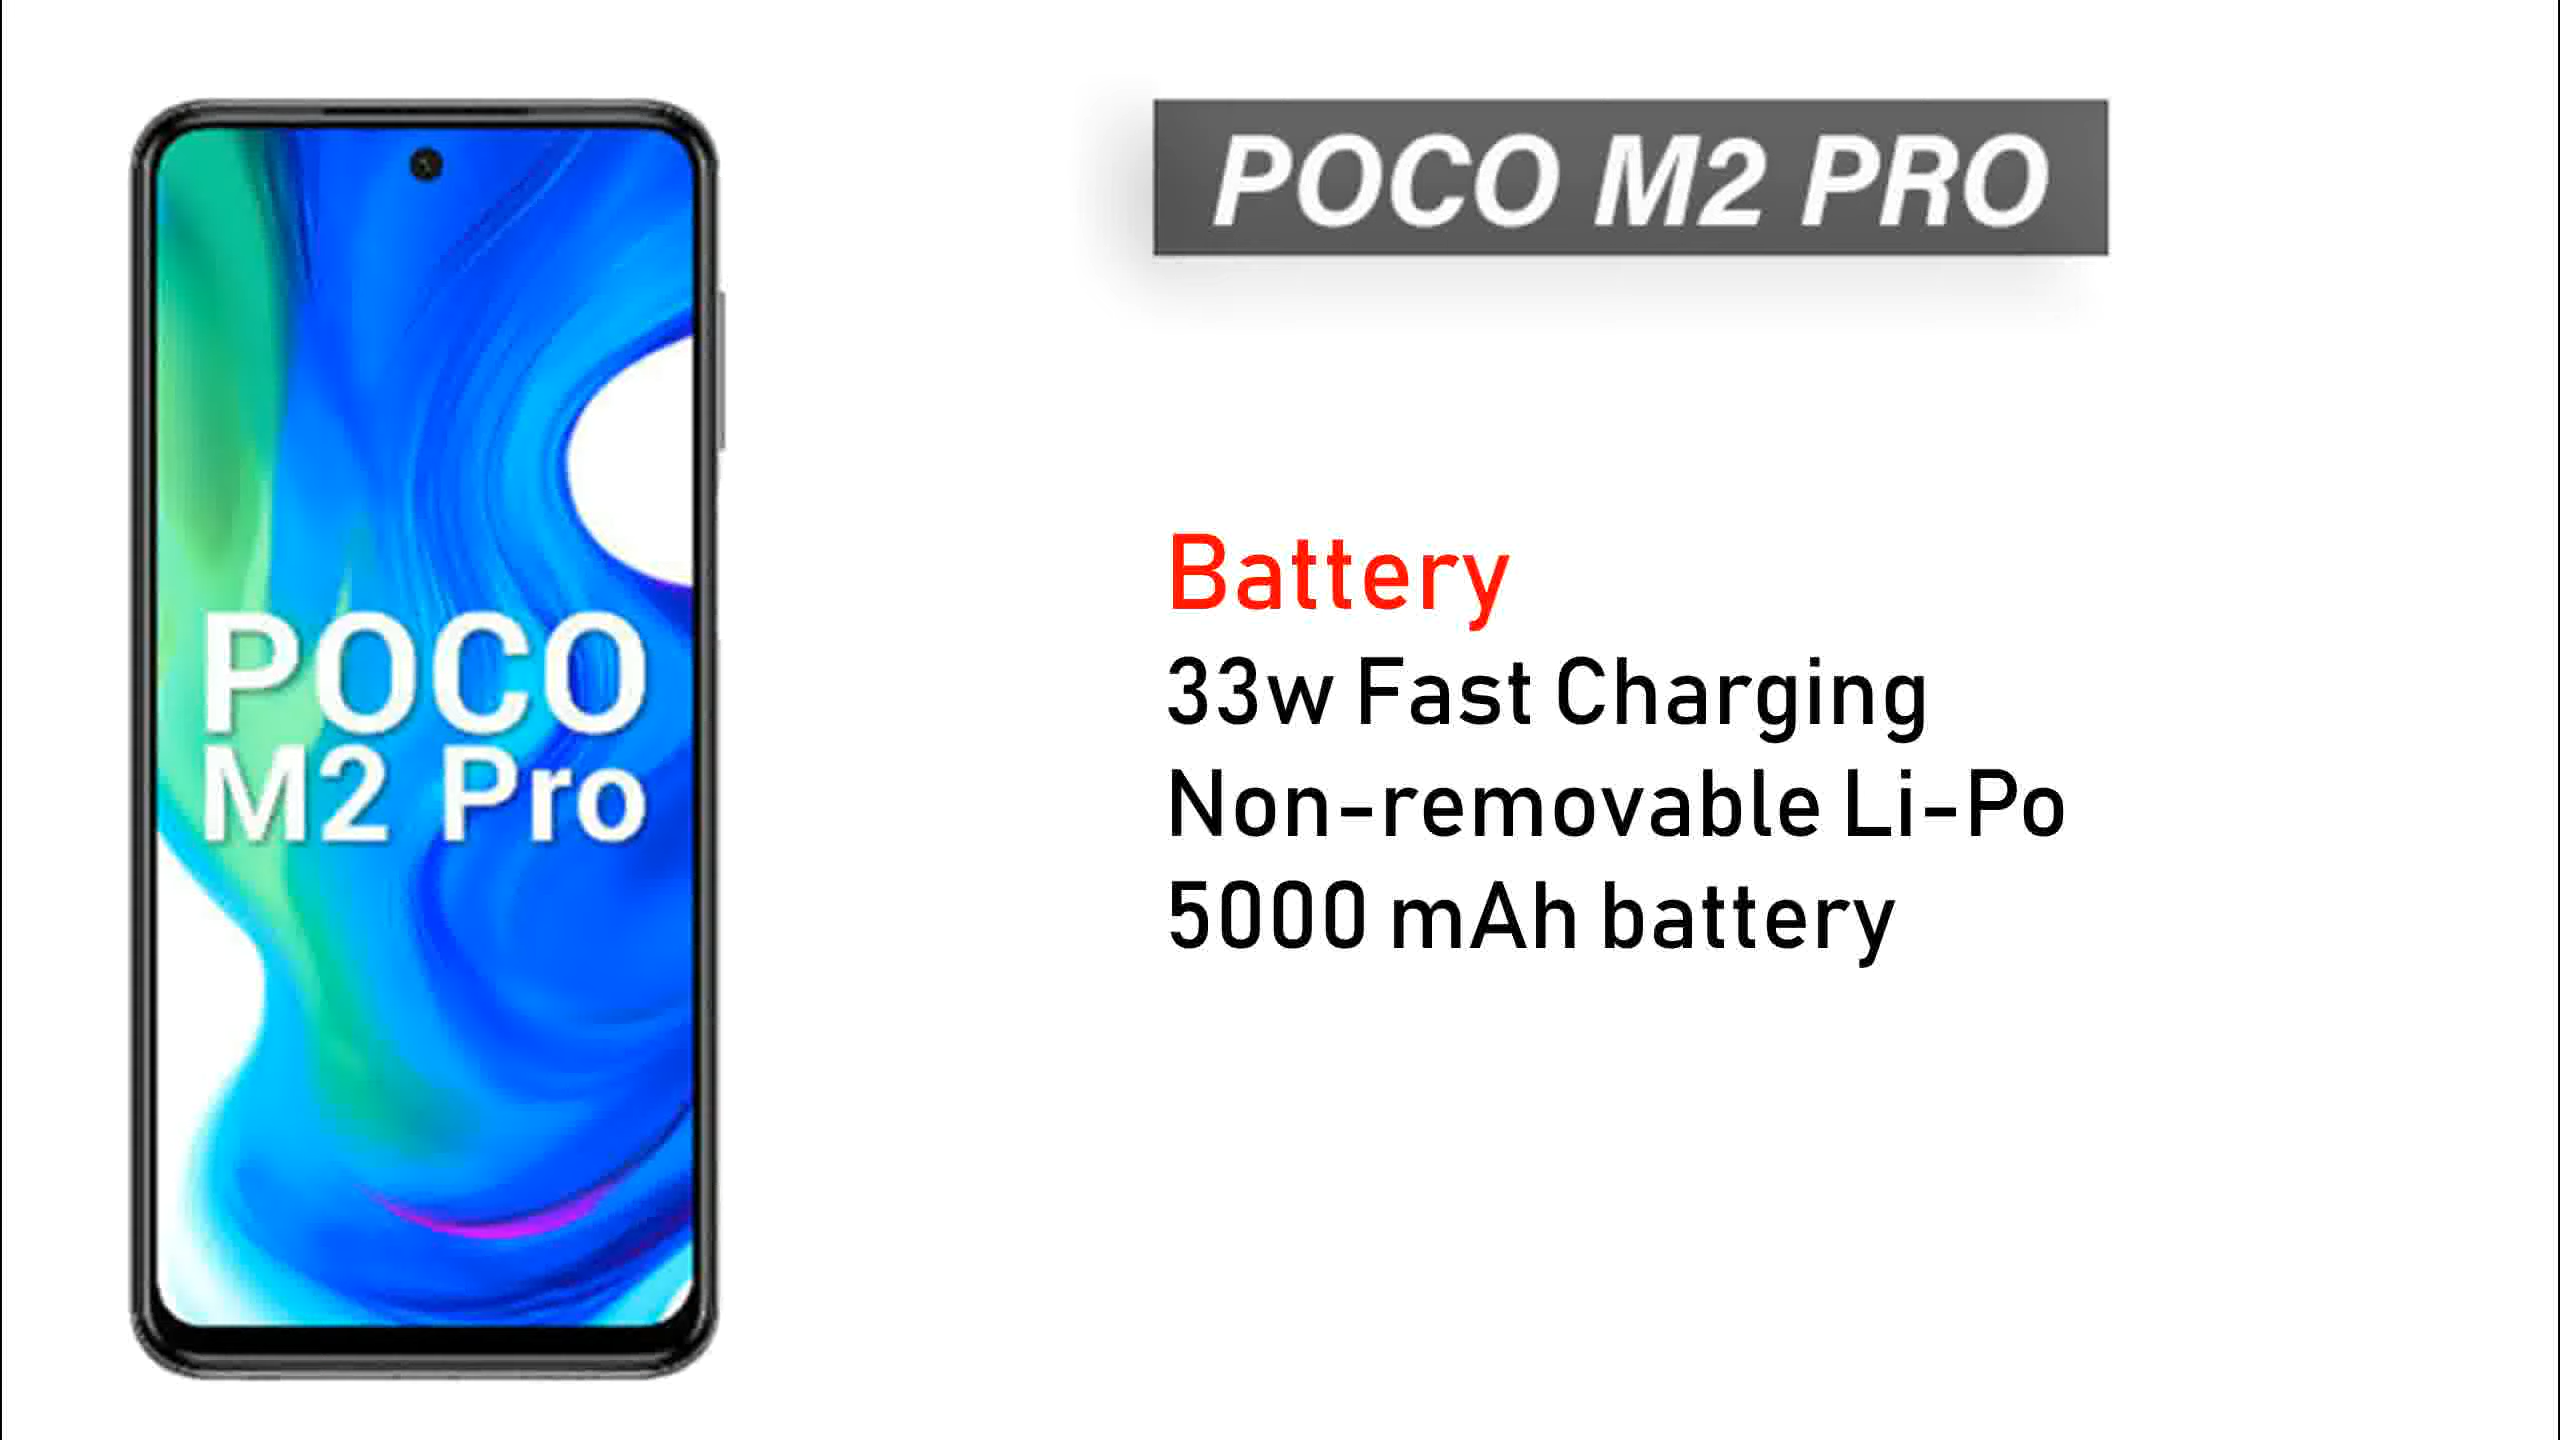 POCO M2 PRO
POCO
M2 Pro
Battery
33w Fast Charging
Non-removable Li-Po
5000 mAh battery